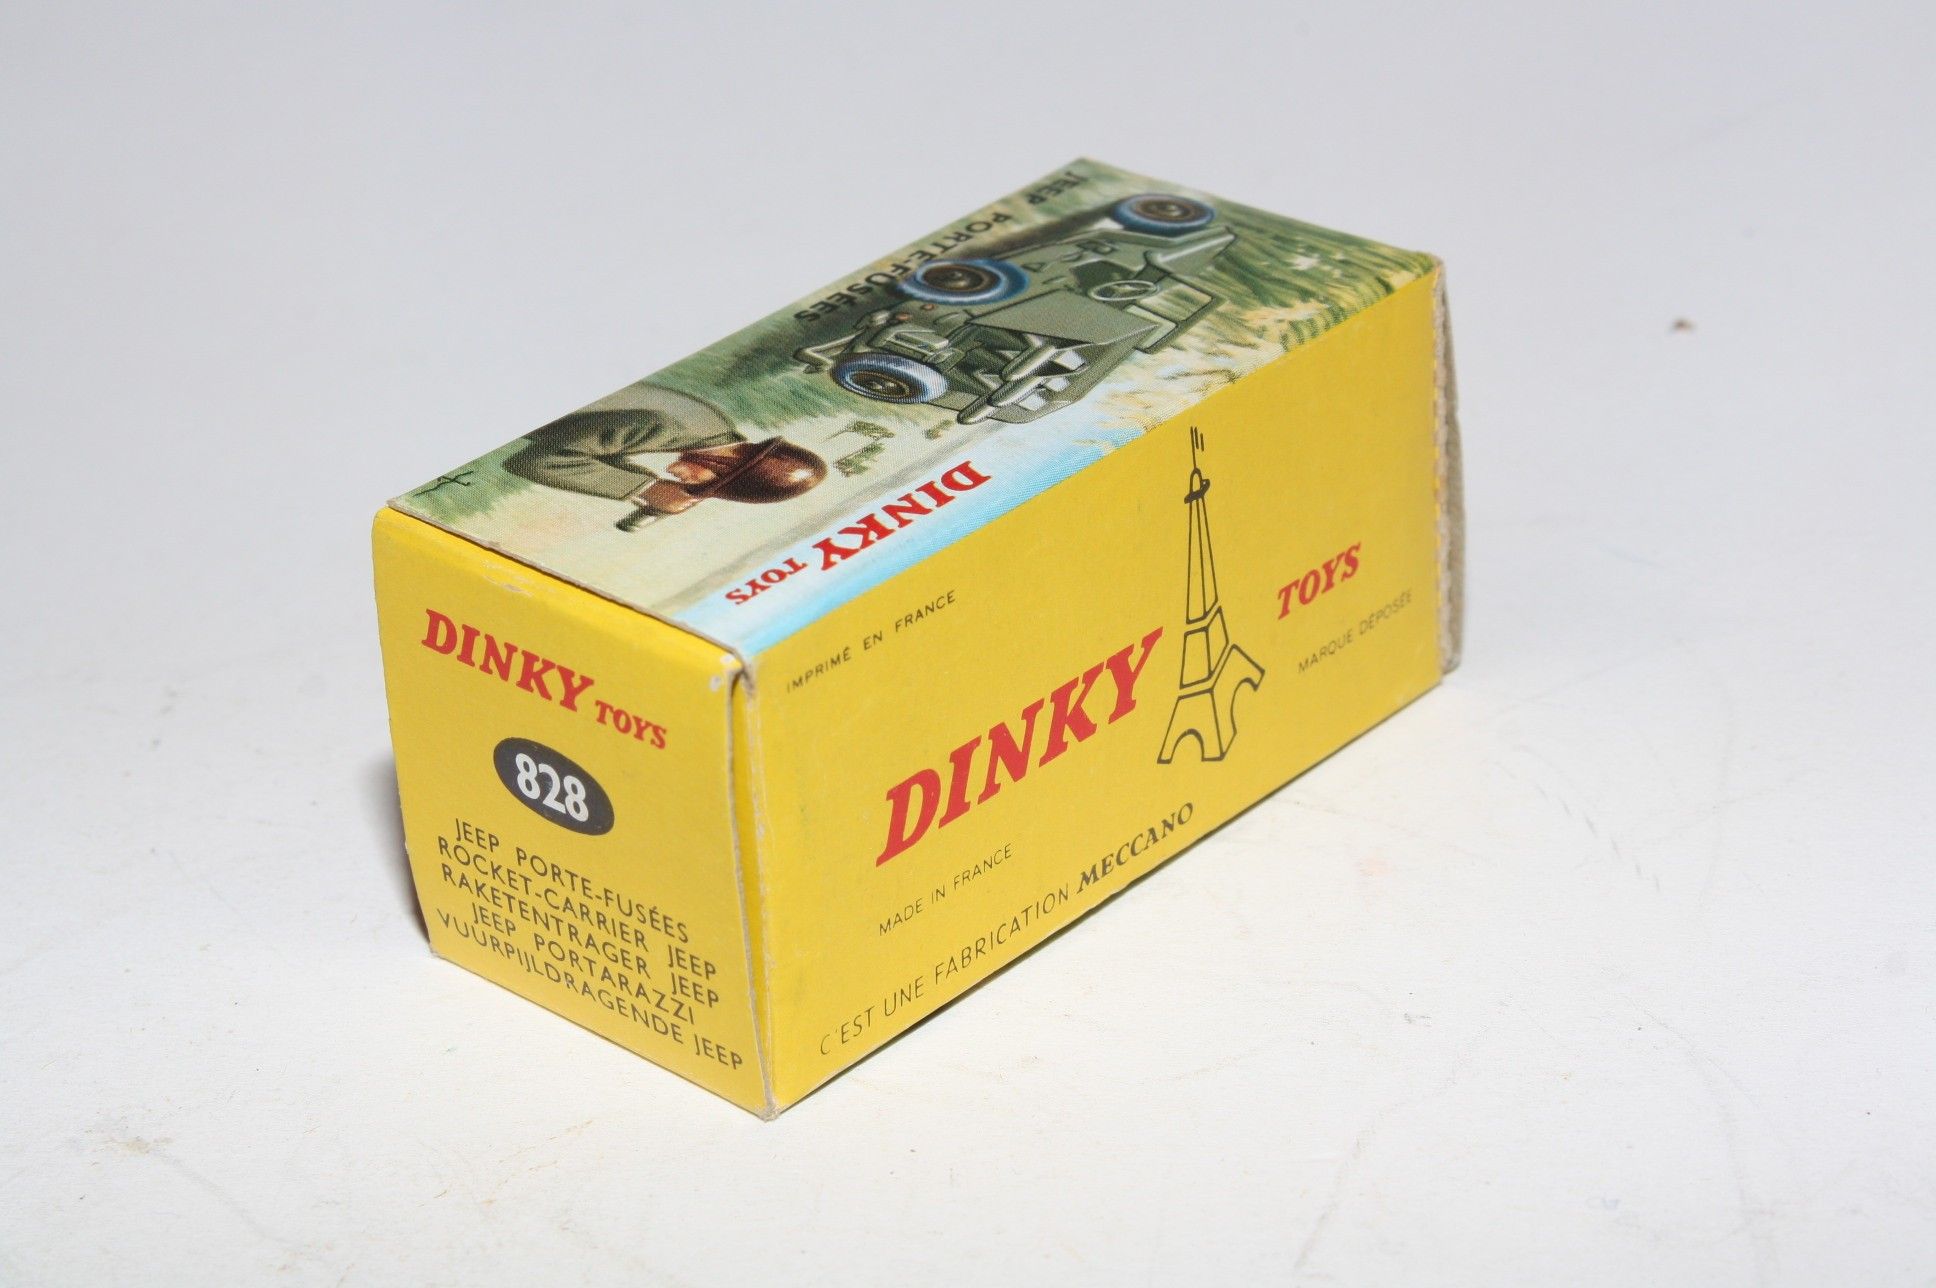 JEEP PORTE-FUSÉES
DINKY TOYS
DINKY TOYS
828
JEEP PORTE-FUSÉES
ROCKET-CARRIER JEEP
RAKETENTRAGER JEEP
JEEP PORTARAZZI
VUURPIJLDRAGENDE JEEP
IMPRIMÉ EN FRANCE
DINKY TOYS
MARQUE DÉPOSÉE
MADE IN FRANCE
C'EST UNE FABRICATION MECCANO